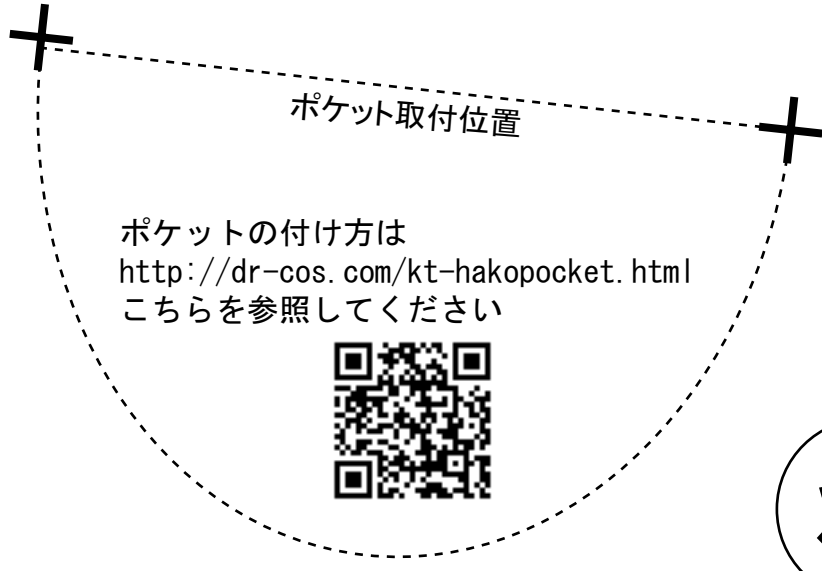 ポケット取付位置
ポケットの付け方は
http://dr-cos.com/kt-hakopocket.html
こちらを参照してください